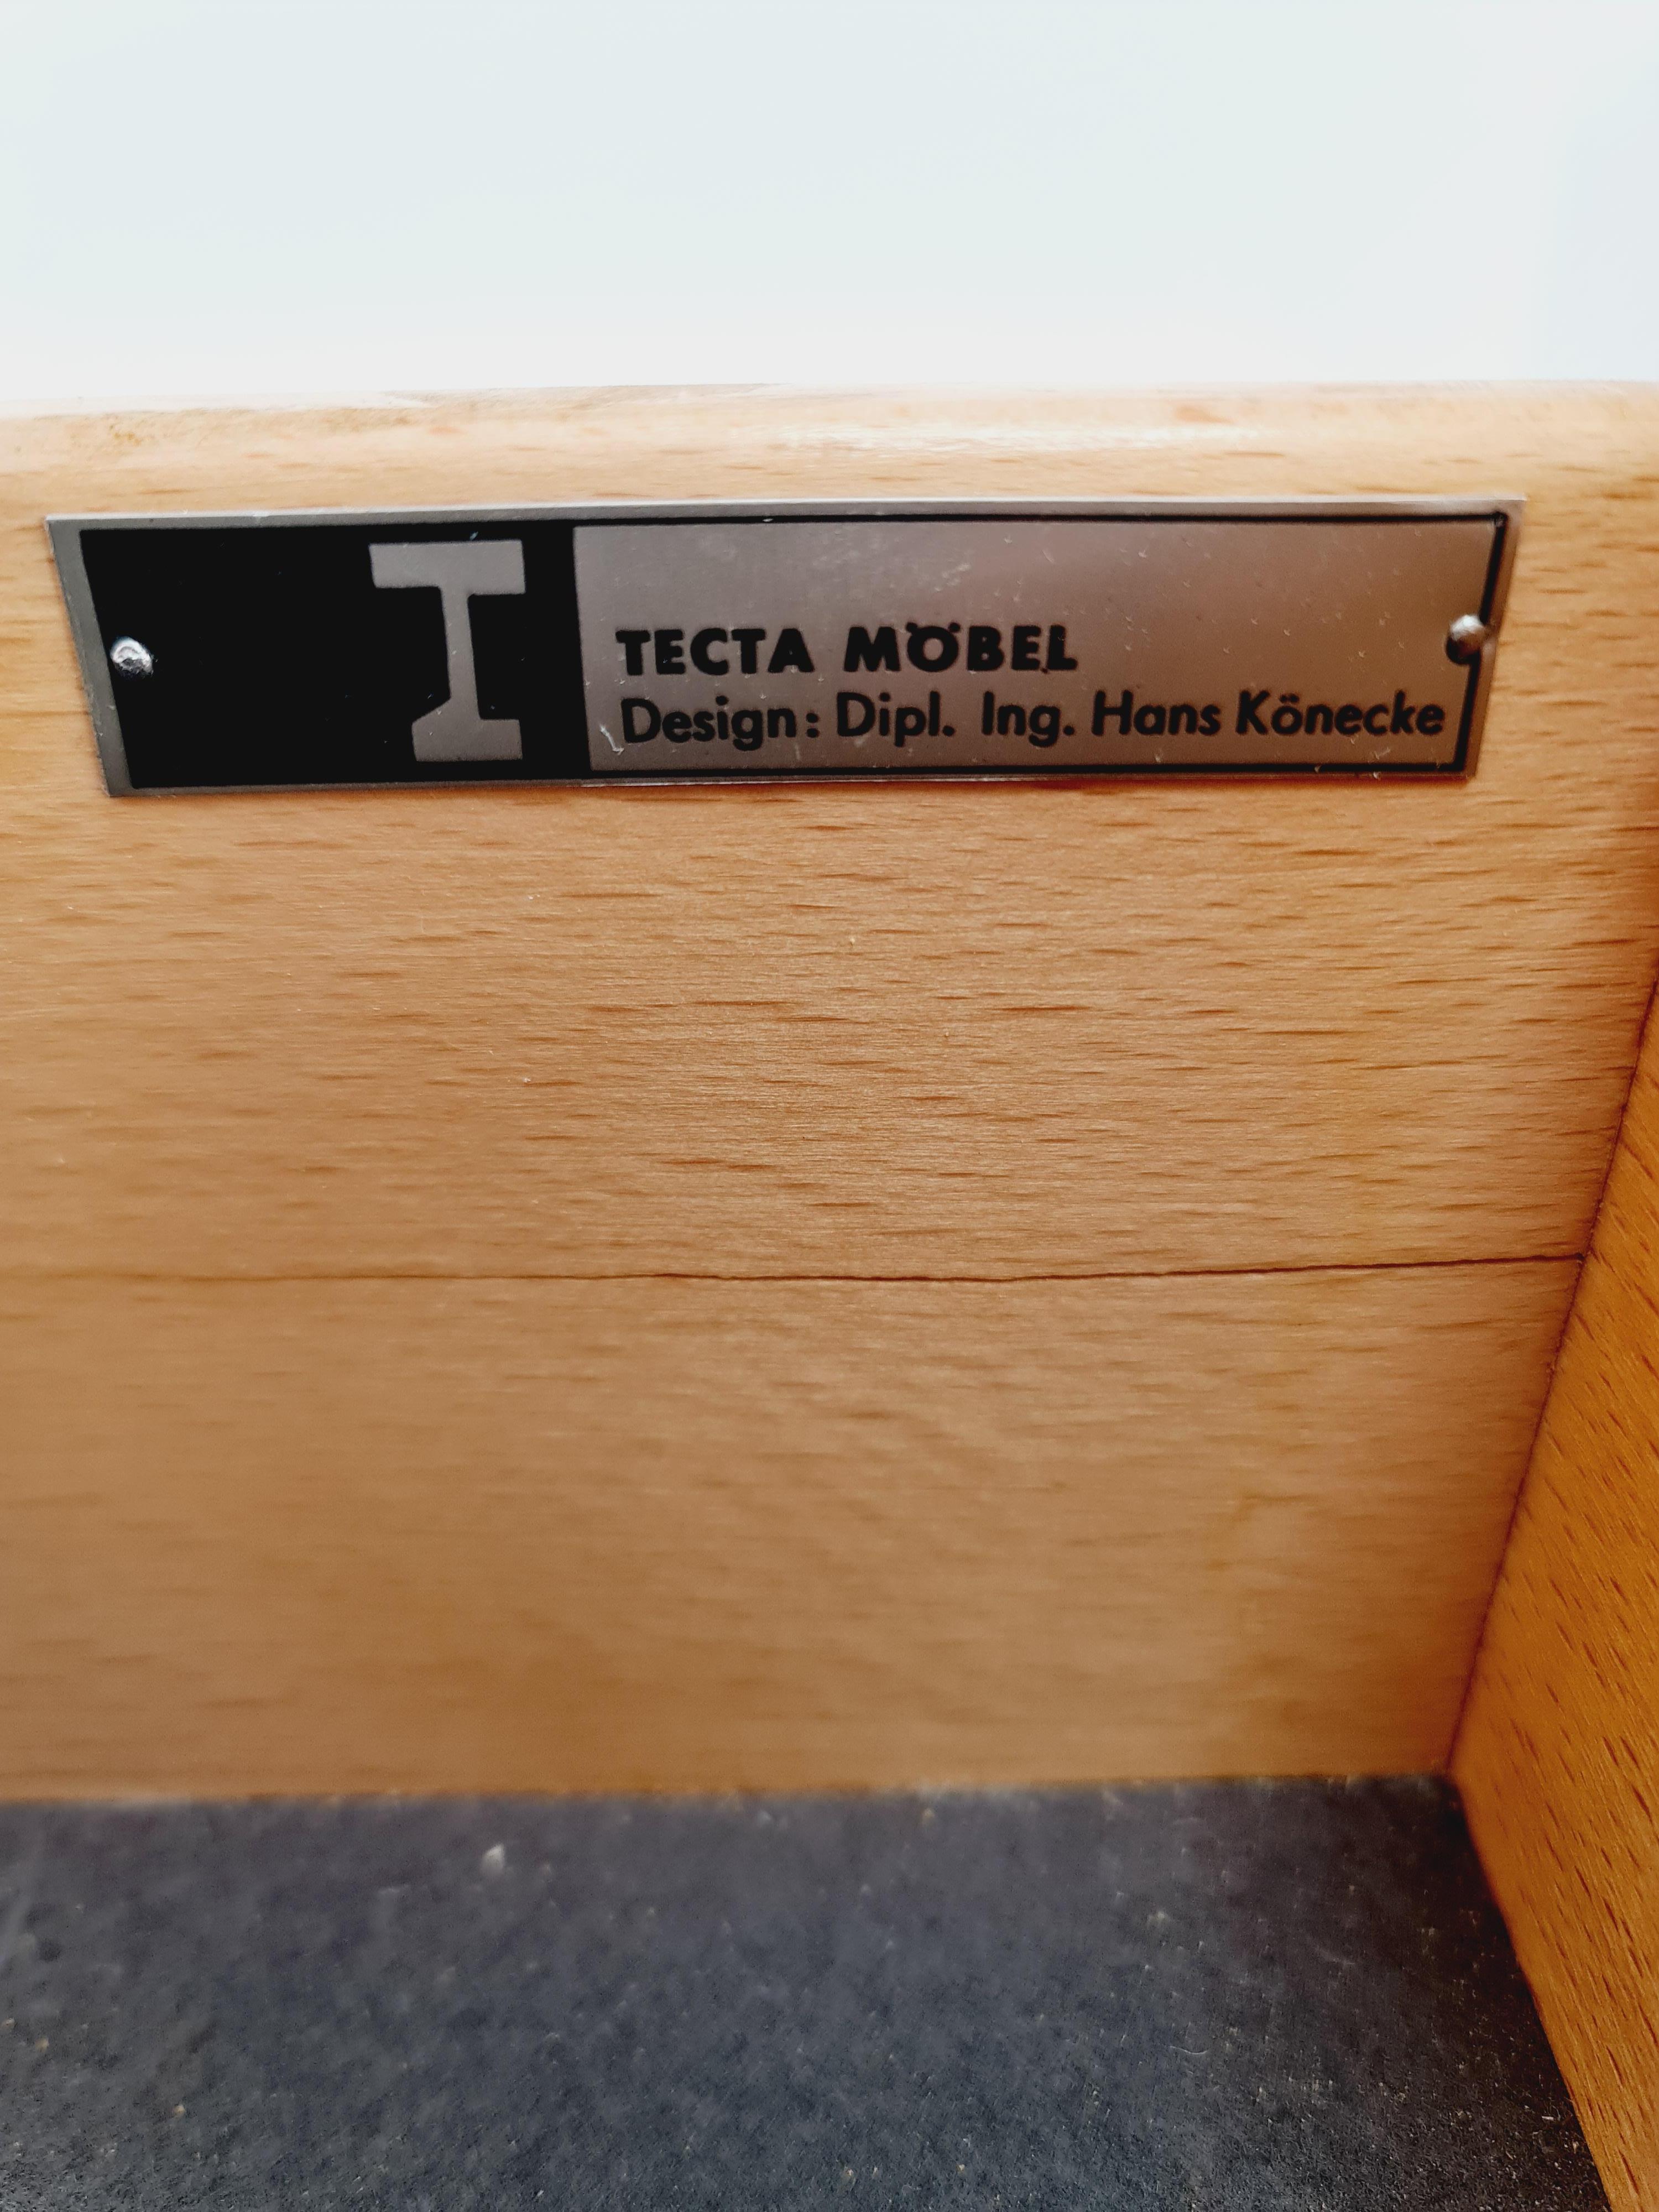 TECTA MÖBEL
Design: Dipl. Ing. Hans Könecke